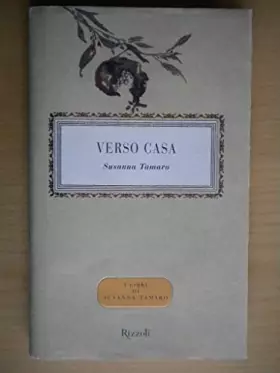 VERSO CASA
Susanna Tamaro
I LIBRI
DI
SUSANNA TAMARO
Rizzoli